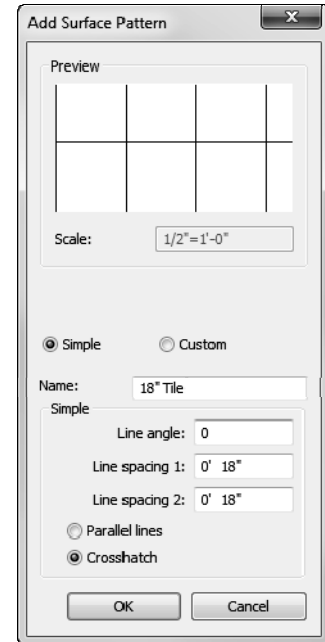 Add Surface Pattern
Preview
Scale: 1/2"=1'-0"
Simple Custom
Name: 18" Tile
Simple
Line angle: 0
Line spacing 1: 0' 18"
Line spacing 2: 0' 18"
Parallel lines
Crosshatch
OK Cancel